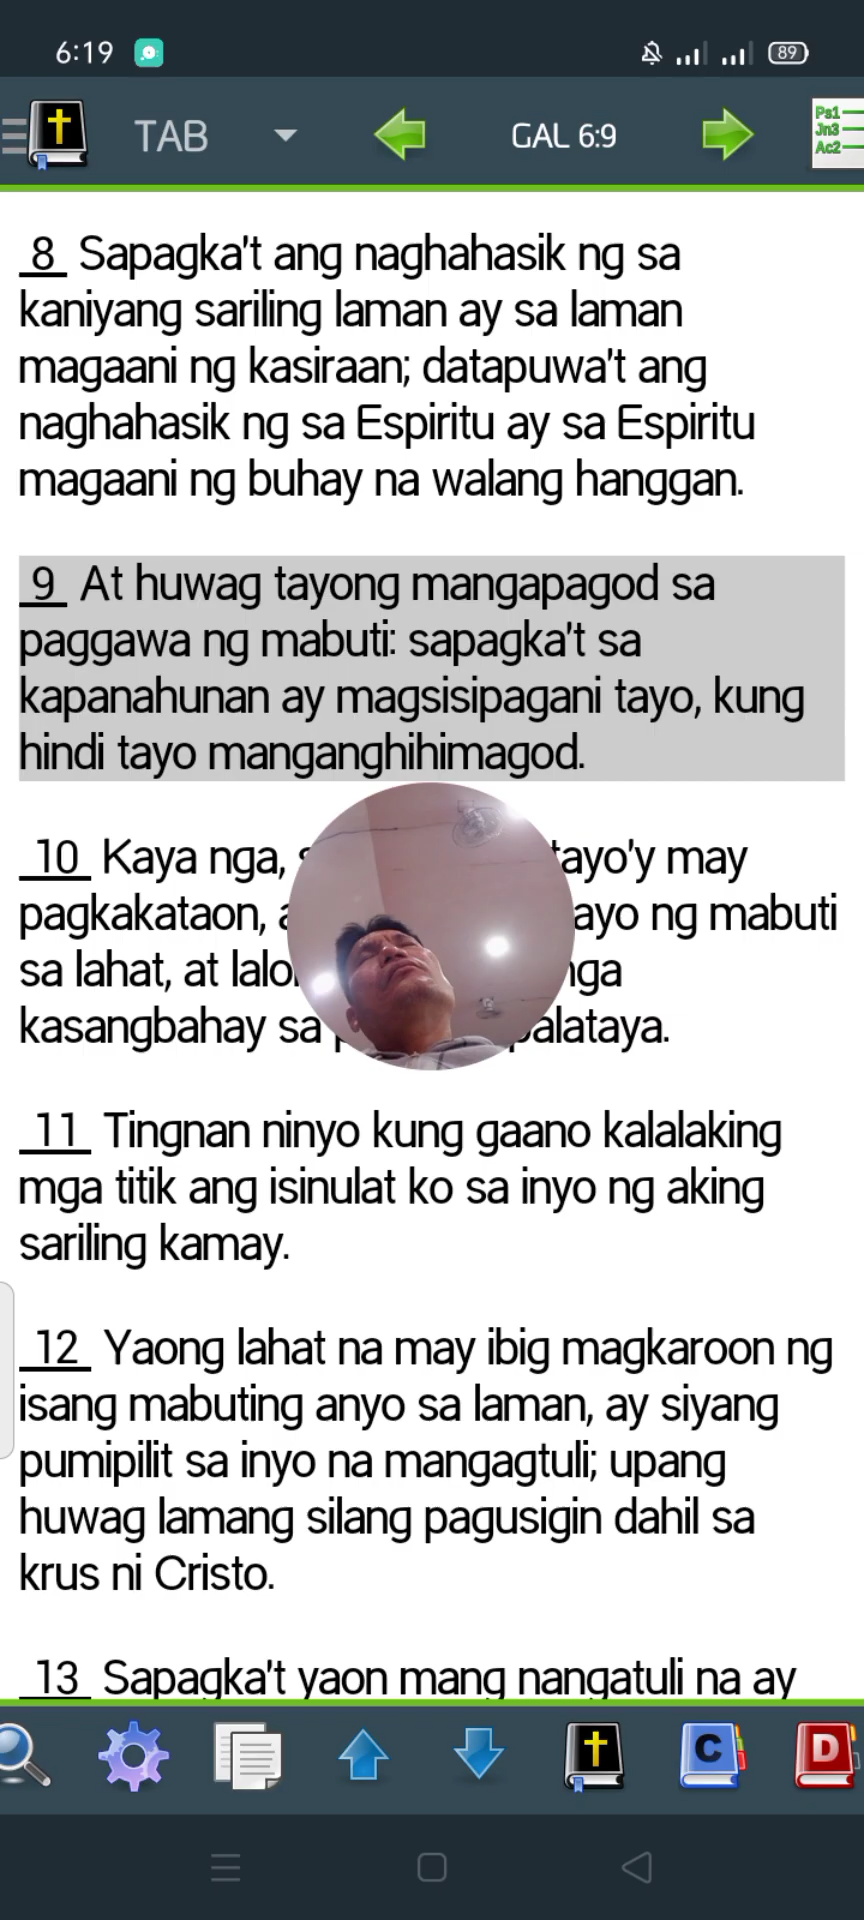 6:19
89
TAB
GAL 6:9
Ps1
Jn3
Ac2
8 Sapagka't ang naghahasik ng sa
kaniyang sariling laman ay sa laman
magaani ng kasiraan; datapuwa't ang
naghahasik ng sa Espiritu ay sa Espiritu
magaani ng buhay na walang hanggan.
9 At huwag tayong mangapagod sa
paggawa ng mabuti: sapagka't sa
kapanahunan ay magsisipagani tayo, kung
hindi tayo manganghihimagod.
10 Kaya nga, tayo'y may
pagkakataon, ng mabuti
sa lahat, at
kasangbahay sa
11 Tingnan ninyo kung gaano kalalaking
mga titik ang isinulat ko sa inyo ng aking
sariling kamay.
12 Yaong lahat na may ibig magkaroon ng
isang mabuting anyo sa laman, ay siyang
pumipilit sa inyo na mangagtuli; upang
huwag lamang silang pagusigin dahil sa
krus ni Cristo.
13 Sapagka't yaon mang nangatuli na ay
C
D